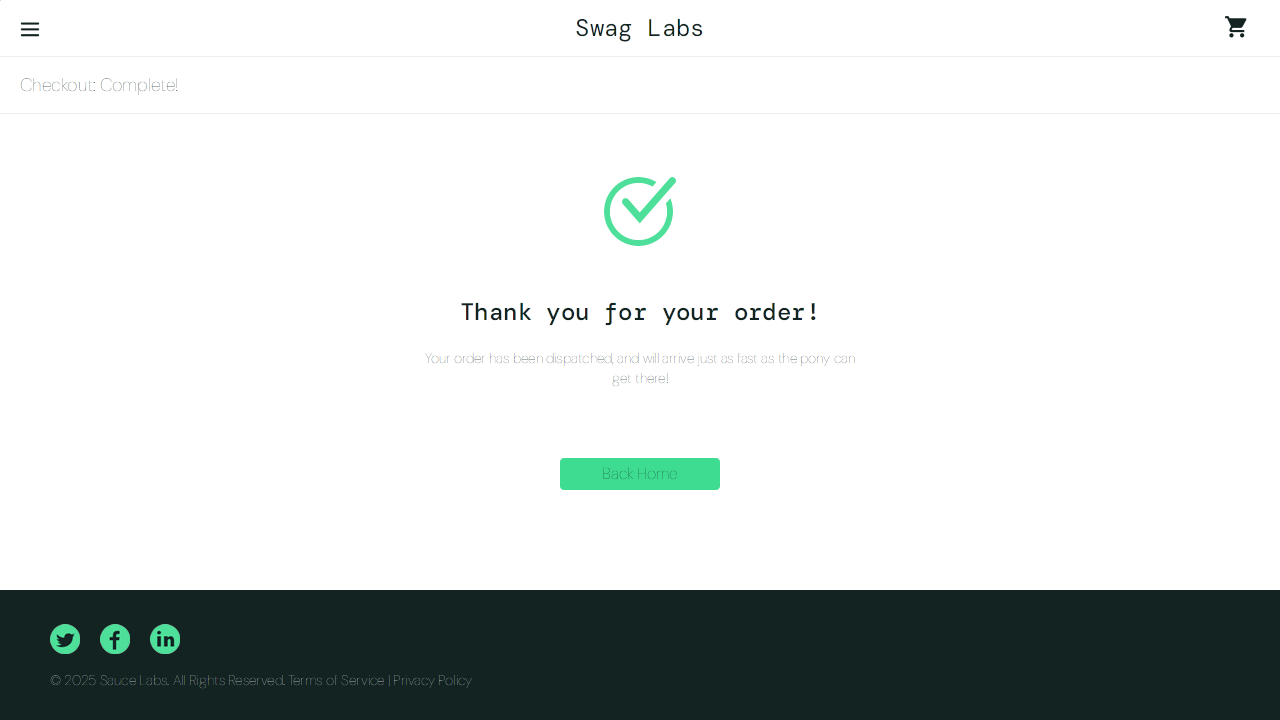 Swag Labs
Checkout: Complete!
Thank you for your order!
Your order has been dispatched, and will arrive just as fast as the pony can
get there!
Back Home
© 2025 Sauce Labs. All Rights Reserved. Terms of Service | Privacy Policy